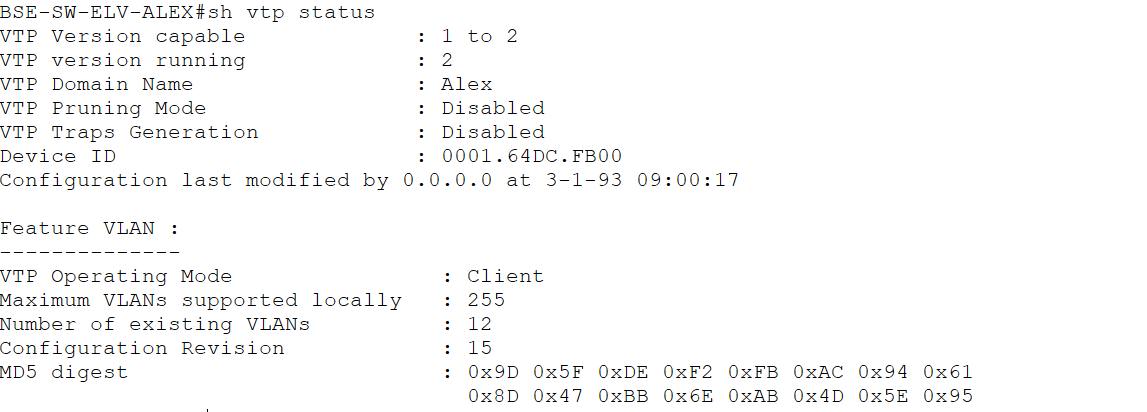 BSE-SW-ELV-ALEX#sh vtp status
VTP Version capable : 1 to 2
VTP version running : 2
VTP Domain Name : Alex
VTP Pruning Mode : Disabled
VTP Traps Generation : Disabled
Device ID : 0001.64DC.FB00
Configuration last modified by 0.0.0.0 at 3-1-93 09:00:17
Feature VLAN :
--------------
VTP Operating Mode : Client
Maximum VLANs supported locally : 255
Number of existing VLANs : 12
Configuration Revision : 15
MD5 digest : 0x9D 0x5F 0xDE 0xF2 0xFB 0xAC 0x94 0x61
0x8D 0x47 0xBB 0x6E 0xAB 0x4D 0x5E 0x95